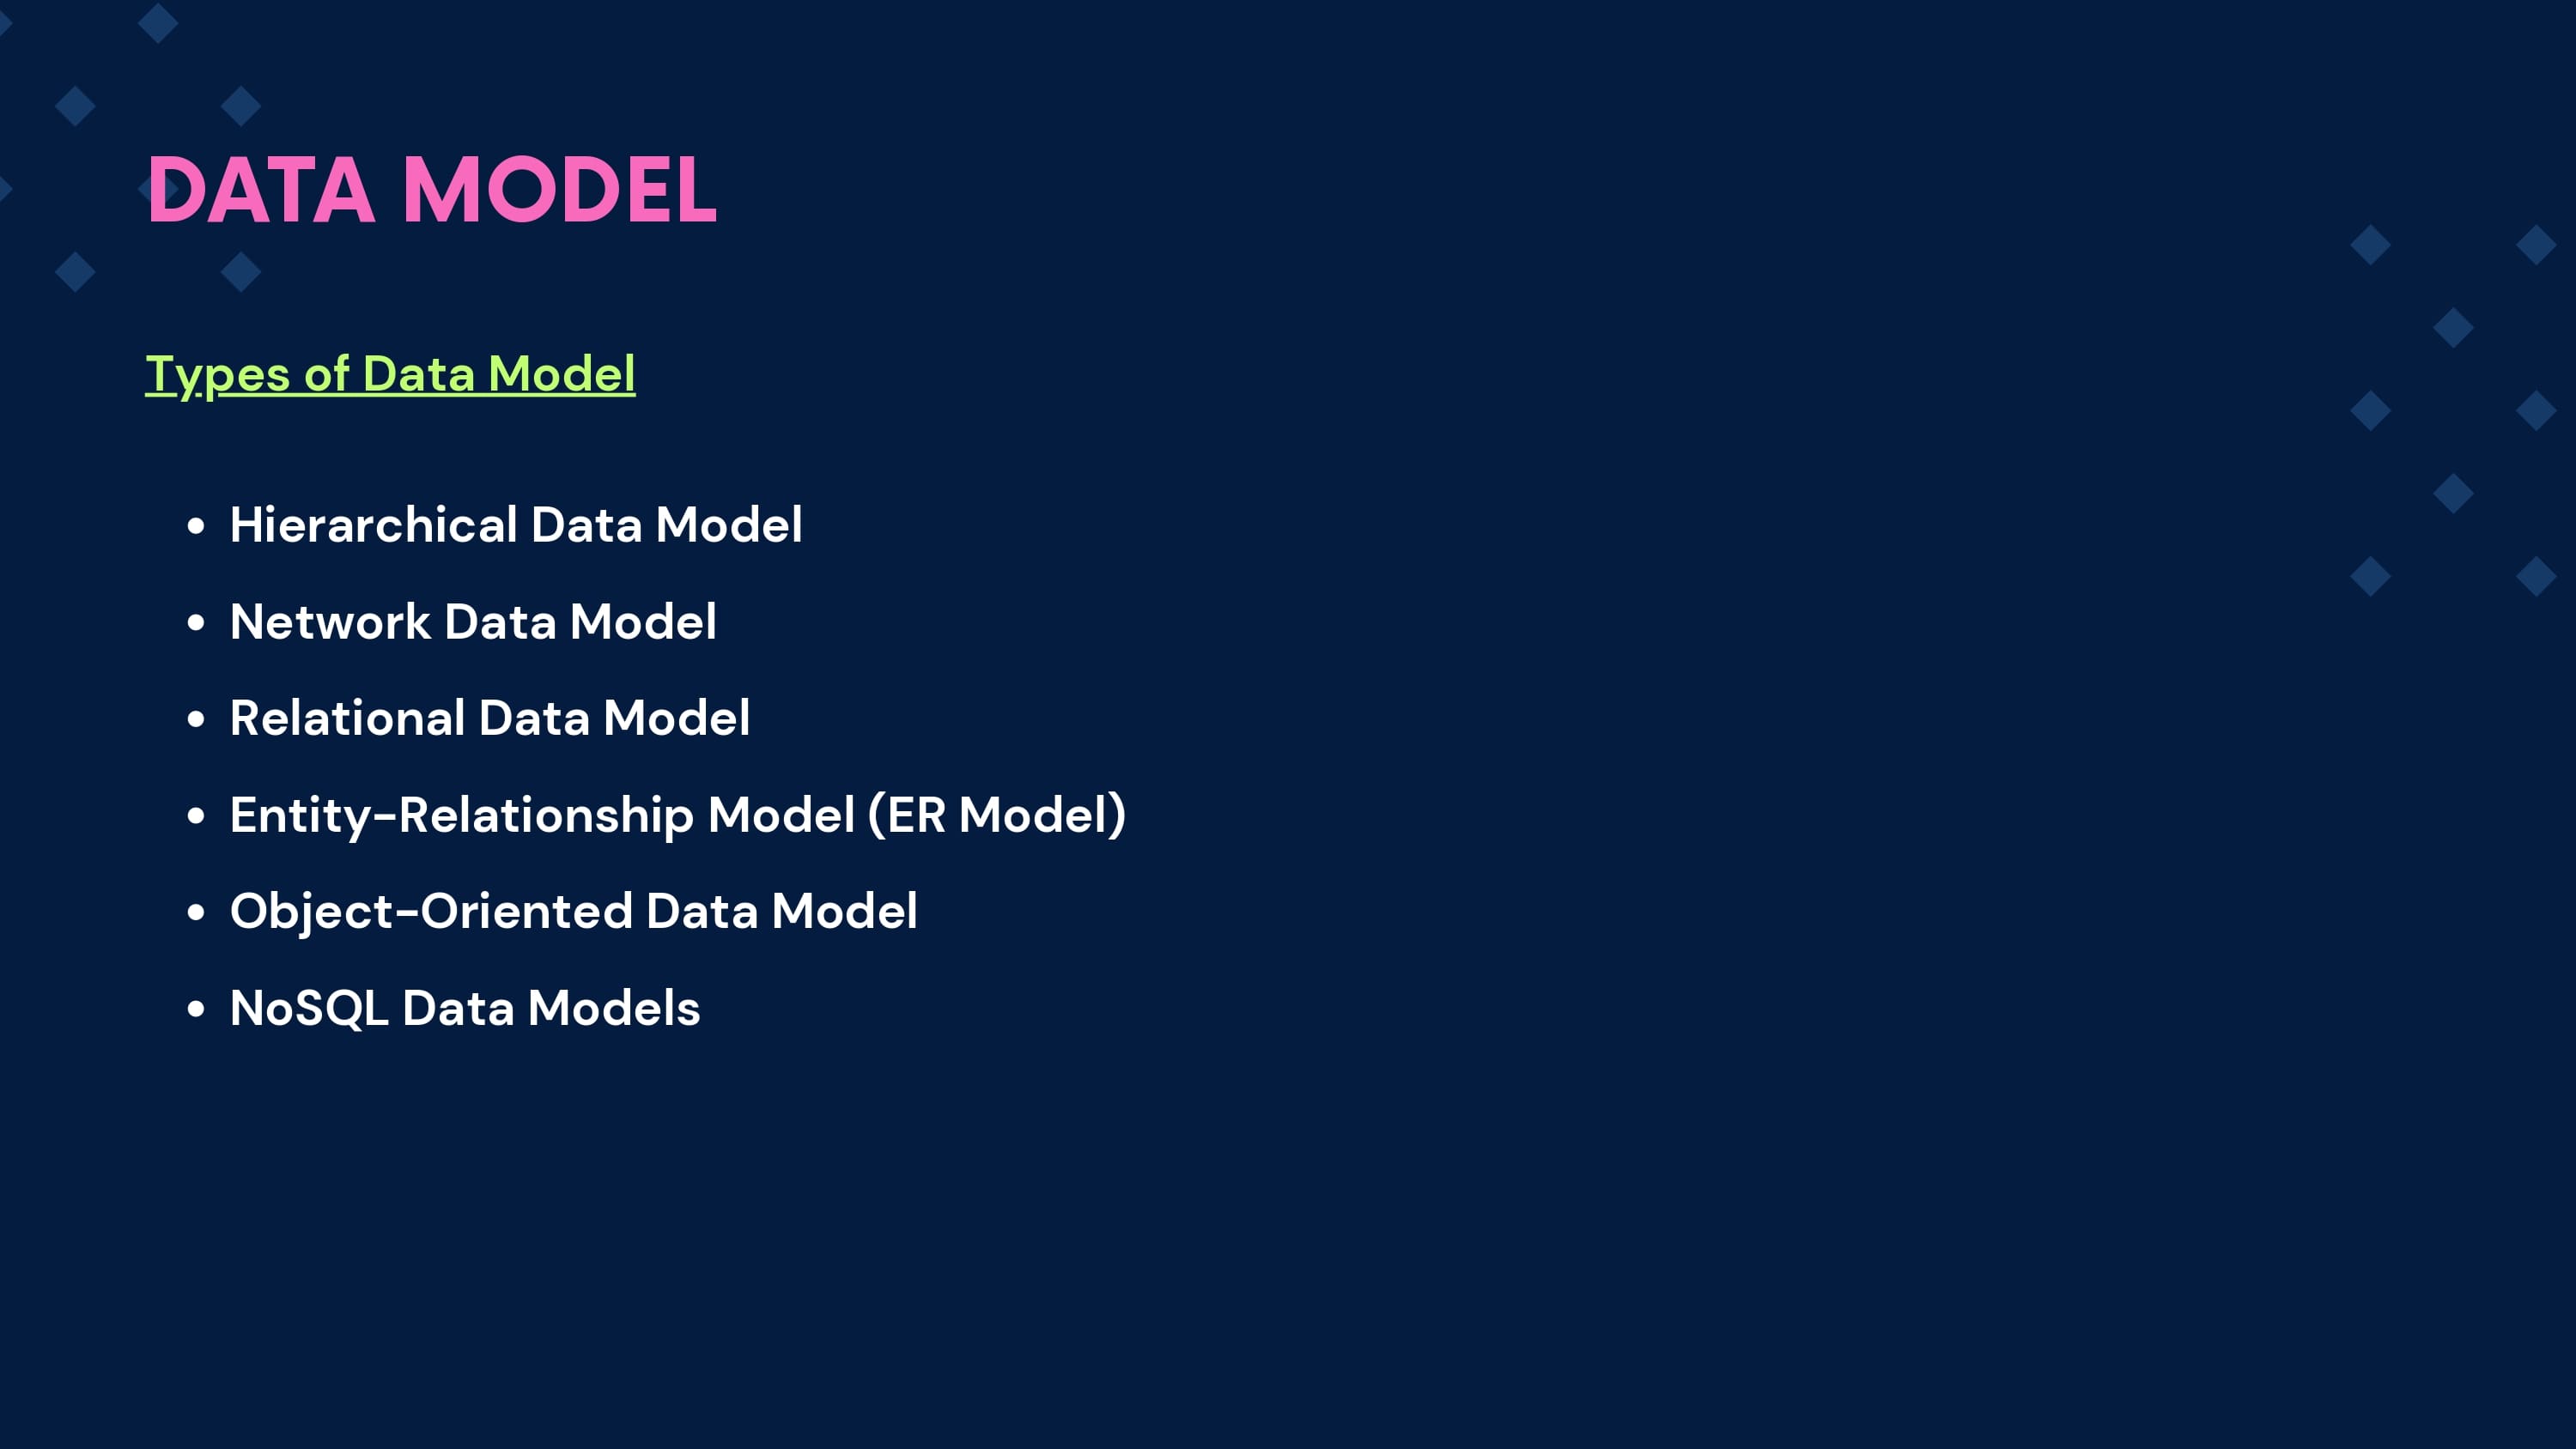 DATA MODEL
Types of Data Model
• Hierarchical Data Model
• Network Data Model
• Relational Data Model
• Entity-Relationship Model (ER Model)
• Object-Oriented Data Model
• NoSQL Data Models